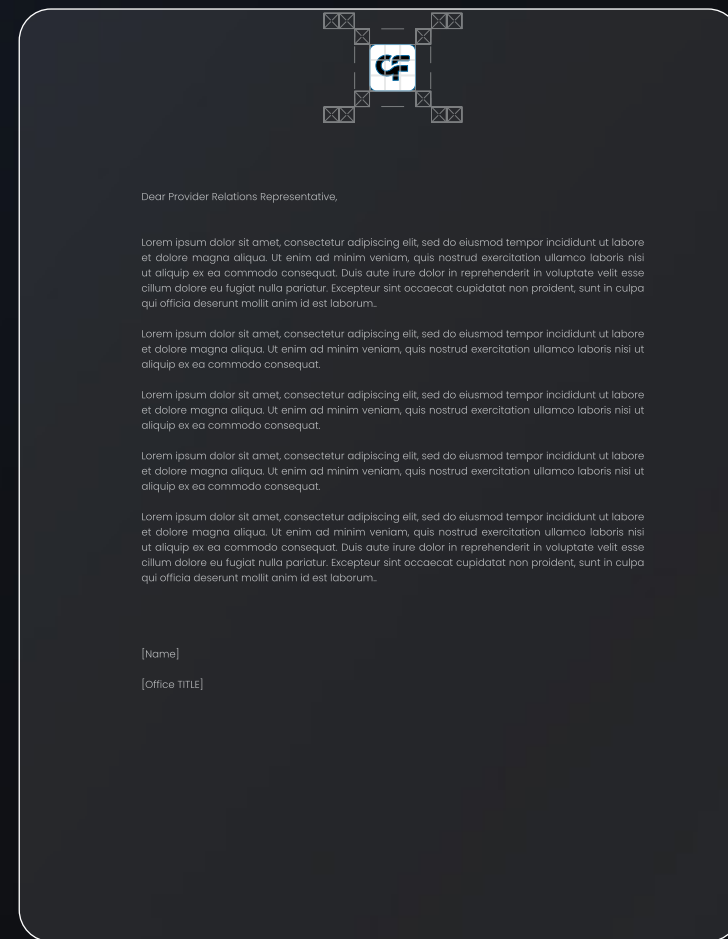 CF
Dear Provider Relations Representative,
Lorem ipsum dolor sit amet, consectetur adipiscing elit, sed do eiusmod tempor incididunt ut labore
et dolore magna aliqua. Ut enim ad minim veniam, quis nostrud exercitation ullamco laboris nisi
ut aliquip ex ea commodo consequat. Duis aute irure dolor in reprehenderit in voluptate velit esse
cillum dolore eu fugiat nulla pariatur. Excepteur sint occaecat cupidatat non proident, sunt in culpa
qui officia deserunt mollit anim id est laborum..
Lorem ipsum dolor sit amet, consectetur adipiscing elit, sed do eiusmod tempor incididunt ut labore
et dolore magna aliqua. Ut enim ad minim veniam, quis nostrud exercitation ullamco laboris nisi ut
aliquip ex ea commodo consequat.
Lorem ipsum dolor sit amet, consectetur adipiscing elit, sed do eiusmod tempor incididunt ut labore
et dolore magna aliqua. Ut enim ad minim veniam, quis nostrud exercitation ullamco laboris nisi ut
aliquip ex ea commodo consequat.
Lorem ipsum dolor sit amet, consectetur adipiscing elit, sed do eiusmod tempor incididunt ut labore
et dolore magna aliqua. Ut enim ad minim veniam, quis nostrud exercitation ullamco laboris nisi ut
aliquip ex ea commodo consequat.
Lorem ipsum dolor sit amet, consectetur adipiscing elit, sed do eiusmod tempor incididunt ut labore
et dolore magna aliqua. Ut enim ad minim veniam, quis nostrud exercitation ullamco laboris nisi
ut aliquip ex ea commodo consequat. Duis aute irure dolor in reprehenderit in voluptate velit esse
cillum dolore eu fugiat nulla pariatur. Excepteur sint occaecat cupidatat non proident, sunt in culpa
qui officia deserunt mollit anim id est laborum..
[Name]
[Office TITLE]